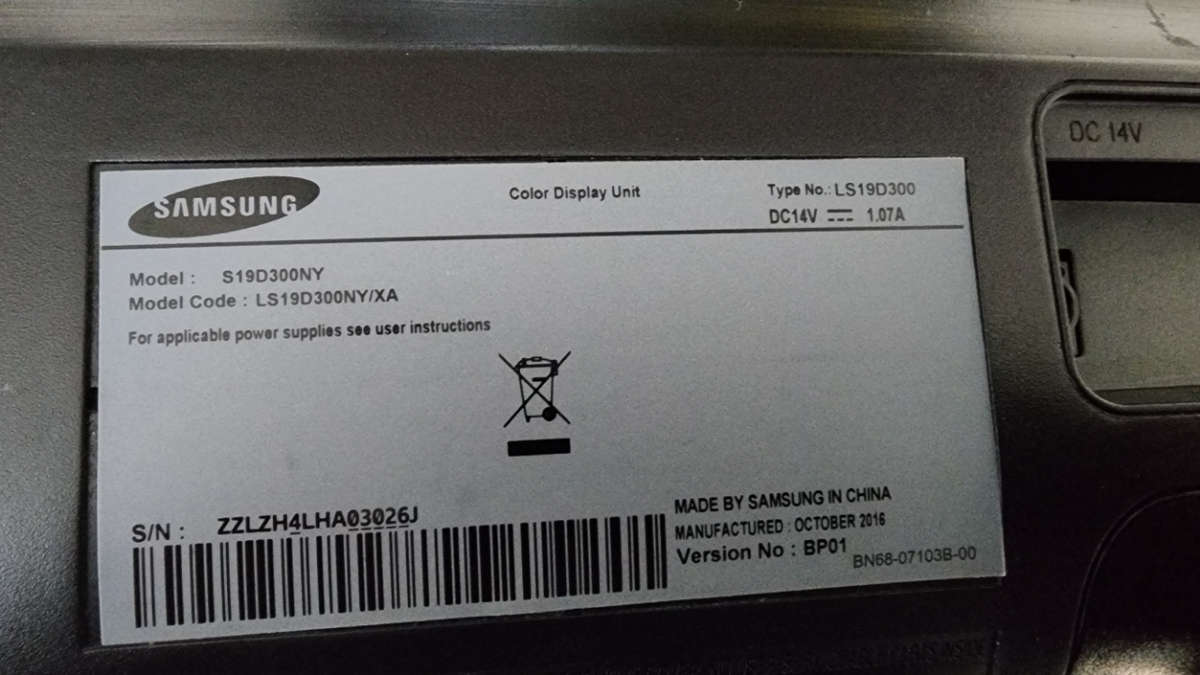 DC 14V
SAMSUNG
Color Display Unit
Type No.: LS19D300
DC14V ⎓ 1.07A
Model : S19D300NY
Model Code : LS19D300NY/XA
For applicable power supplies see user instructions
S/N : ZZLZH4LHA03026J
MADE BY SAMSUNG IN CHINA
MANUFACTURED : OCTOBER 2016
Version No : BP01
BN68-07103B-00